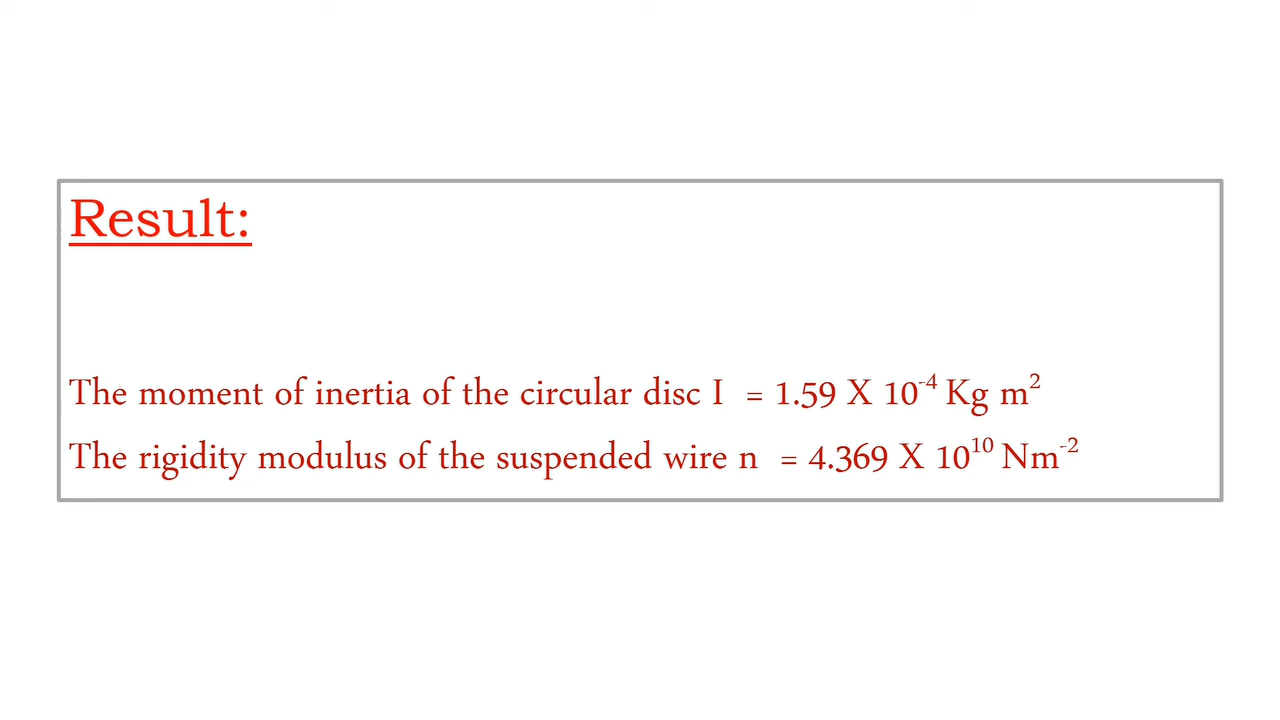 Result:
The moment of inertia of the circular disc I = 1.59 X 10⁻⁴ Kg m²
The rigidity modulus of the suspended wire n = 4.369 X 10¹⁰ Nm⁻²